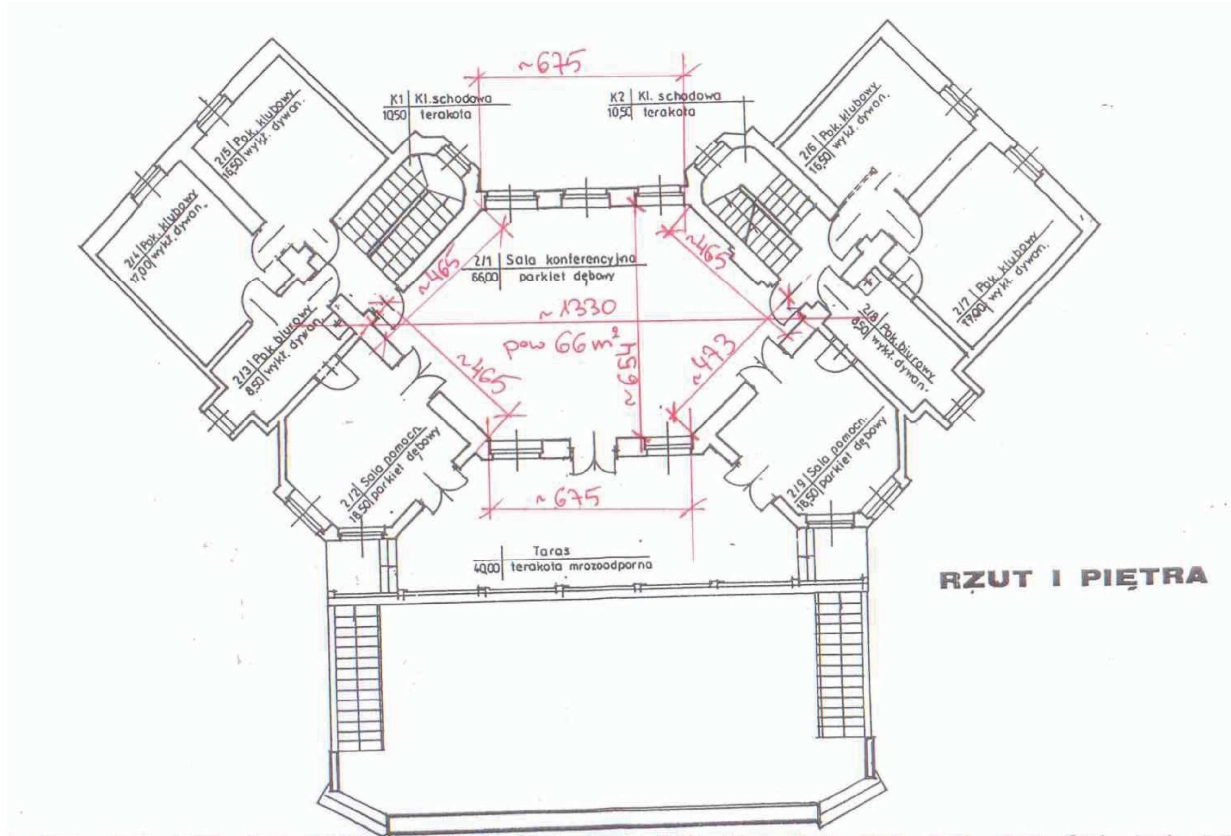 ~675
K1 Kl.schodowa
10,50 terakota
K2 Kl. schodowa
10,50 terakota
2/5 Pok. klubowy
16,50 wykł. dywan.
2/6 Pok. klubowy
16,50 wykł. dywan.
2/4 Pok. klubowy
17,00 wykł. dywan.
2/7 Pok. klubowy
17,00 wykł. dywan.
~465
2/1 Sala konferencyjna
66,00 parkiet dębowy
~465
~1330
pow 66 m²
~654
2/3 Pok. biurowy
8,50 wykł. dywan.
2/8 Pok. biurowy
8,50 wykł. dywan.
~465
~473
2/2 Sala pomocn.
18,50 parkiet dębowy
2/9 Sala pomocn.
18,50 parkiet dębowy
~675
Taras
40,00 terakota mrozoodporna
RZUT I PIĘTRA